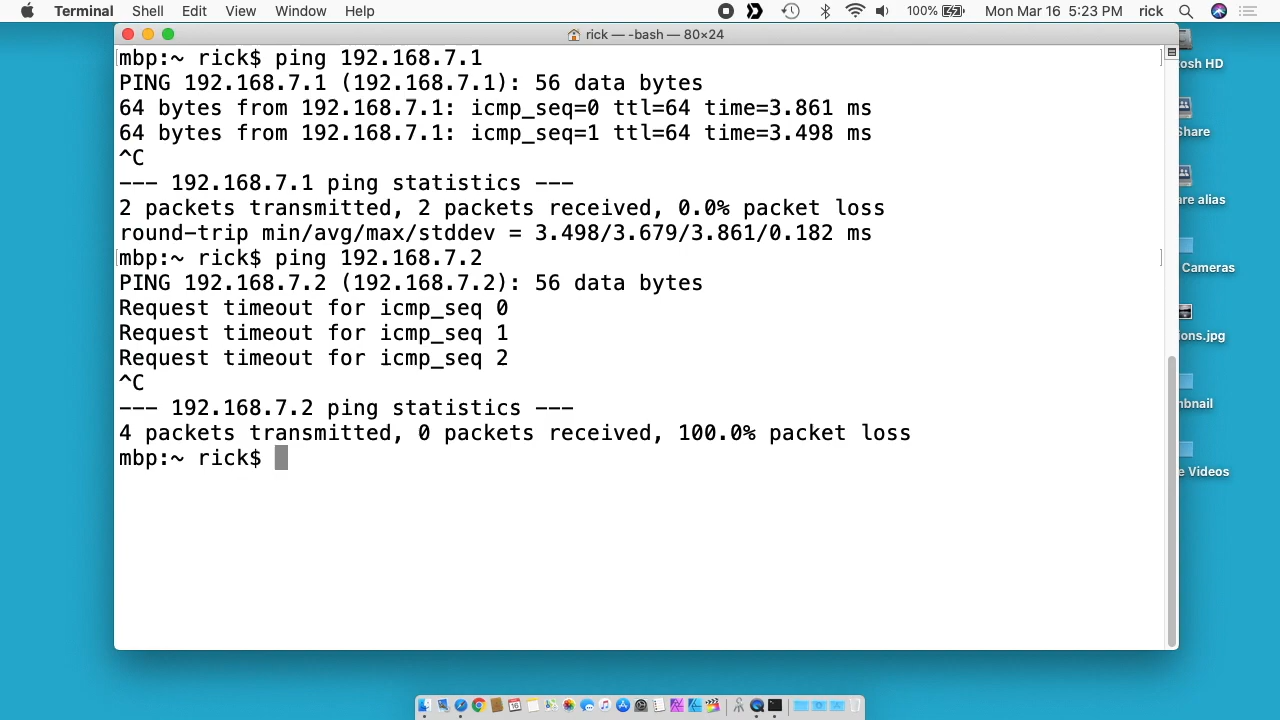 Terminal Shell Edit View Window Help 100% Mon Mar 16 5:23 PM rick
rick — -bash — 80×24
mbp:~ rick$ ping 192.168.7.1
PING 192.168.7.1 (192.168.7.1): 56 data bytes
64 bytes from 192.168.7.1: icmp_seq=0 ttl=64 time=3.861 ms
64 bytes from 192.168.7.1: icmp_seq=1 ttl=64 time=3.498 ms
^C
--- 192.168.7.1 ping statistics ---
2 packets transmitted, 2 packets received, 0.0% packet loss
round-trip min/avg/max/stddev = 3.498/3.679/3.861/0.182 ms
mbp:~ rick$ ping 192.168.7.2
PING 192.168.7.2 (192.168.7.2): 56 data bytes
Request timeout for icmp_seq 0
Request timeout for icmp_seq 1
Request timeout for icmp_seq 2
^C
--- 192.168.7.2 ping statistics ---
4 packets transmitted, 0 packets received, 100.0% packet loss
mbp:~ rick$
tosh HD
Share
are alias
Cameras
ions.jpg
nbnail
e Videos